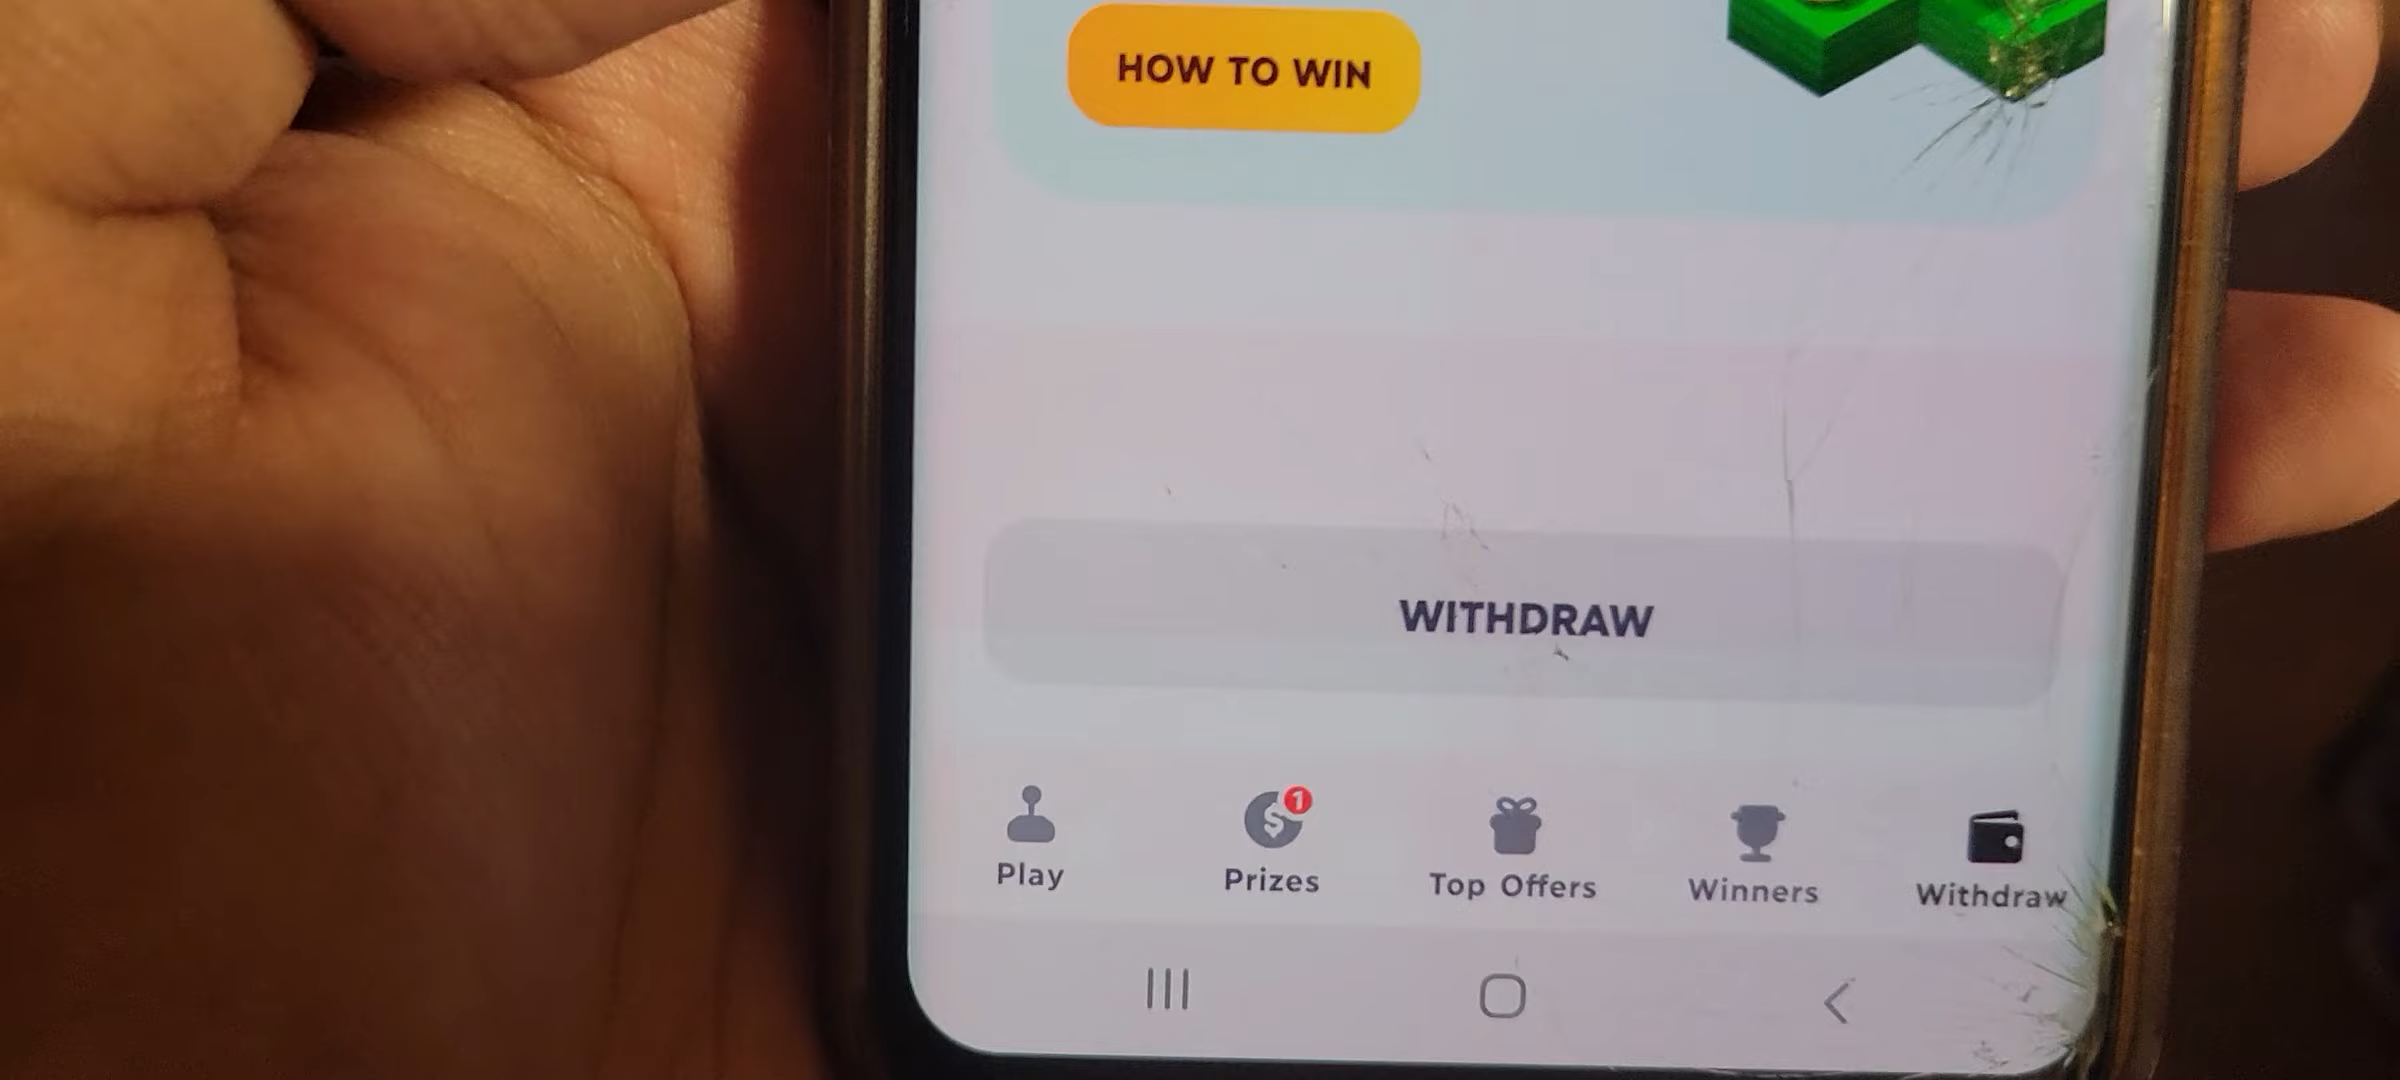 HOW TO WIN
WITHDRAW
1
Play
Prizes
Top Offers
Winners
Withdraw